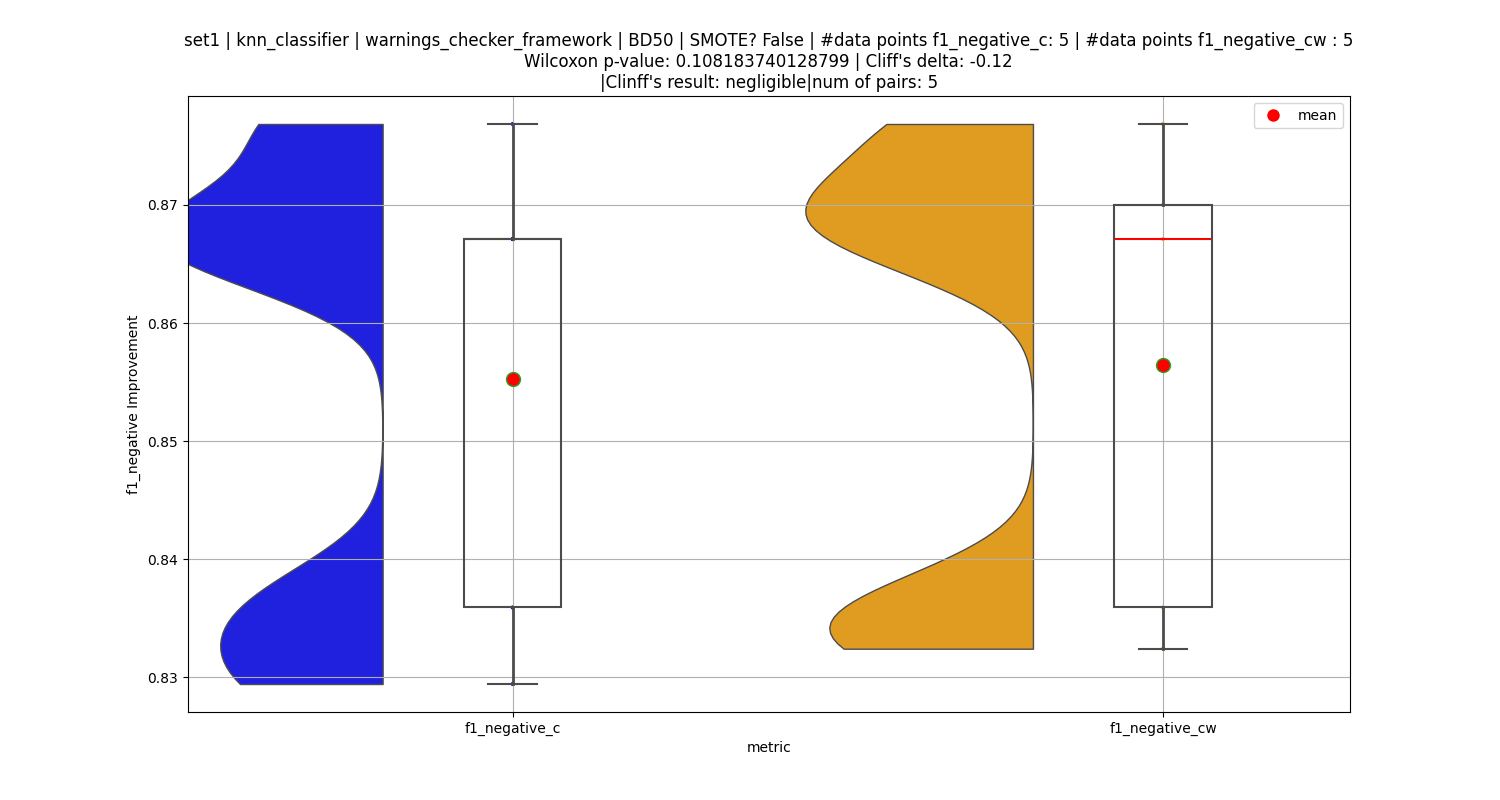 set1 | knn_classifier | warnings_checker_framework | BD50 | SMOTE? False | #data points f1_negative_c: 5 | #data points f1_negative_cw : 5
Wilcoxon p-value: 0.108183740128799 | Cliff's delta: -0.12
|Clinff's result: negligible|num of pairs: 5
mean
0.87
0.86
0.85
0.84
0.83
f1_negative Improvement
f1_negative_c
f1_negative_cw
metric